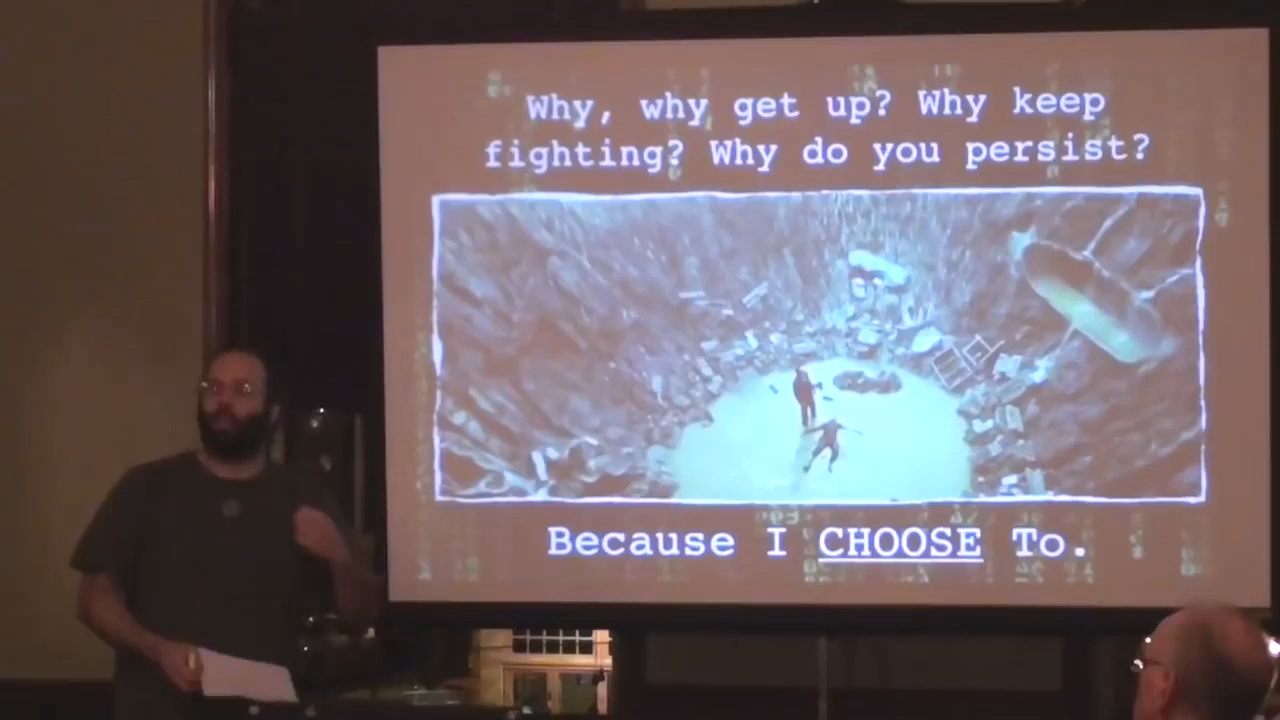 Why, why get up? Why keep
fighting? Why do you persist?
Because I CHOOSE To.